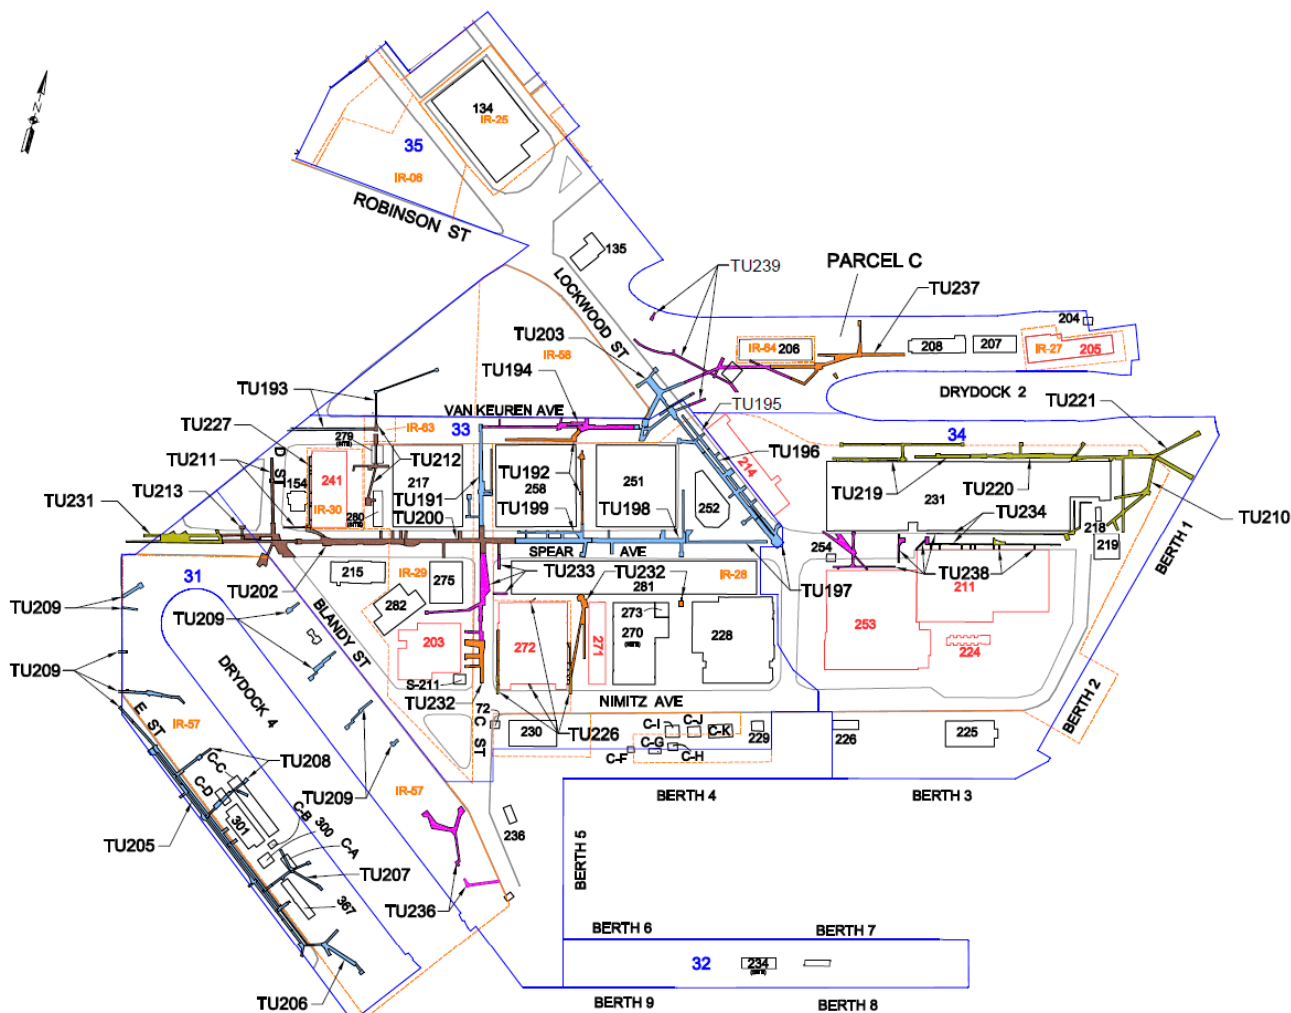 134
IR-25
35
IR-06
N
ROBINSON ST
135
LOCKWOOD ST
TU239
PARCEL C
TU237
204
TU203
IR-58
IR-64
206
208
207
IR-27
205
TU194
TU193
DRYDOCK 2
TU221
TU195
VAN KEUREN AVE
TU227
IR-63
33
34
279
D ST
TU211
241
TU212
217
TU192
258
251
TU196
214
154
TU231
TU213
IR-30
280
TU191
TU200
TU199
TU198
252
TU219
231
TU220
TU234
218
TU210
219
BERTH 1
SPEAR AVE
254
31
215
IR-29
275
TU233
TU232
IR-28
TU238
TU202
281
TU197
211
TU209
TU209
282
BLANDY ST
273
270
228
253
203
272
271
224
TU209
DRYDOCK 4
S-211
TU232
NIMITZ AVE
BERTH 2
E ST
IR-57
72
C ST
230
TU226
C-I
C-J
C-K
229
226
225
C-G
C-F
C-H
TU208
C-C
C-D
TU209
IR-57
BERTH 4
BERTH 3
TU205
301
C-B
300
C-A
236
BERTH 5
TU207
367
TU236
BERTH 6
BERTH 7
32
234
TU206
BERTH 9
BERTH 8